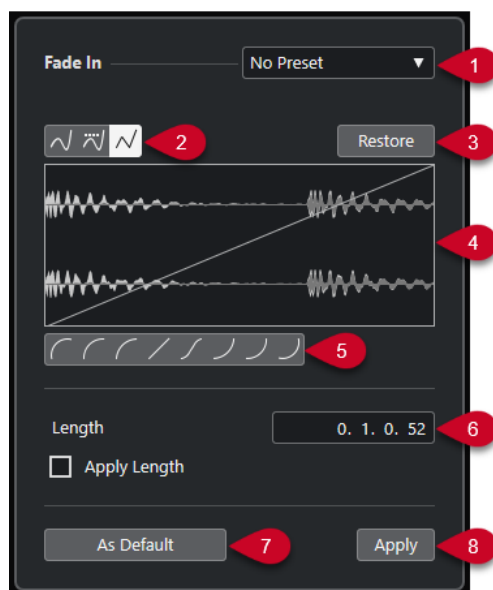 Fade In No Preset 1
2 Restore 3
4
5
Length 0. 1. 0. 52 6
Apply Length
As Default 7 Apply 8